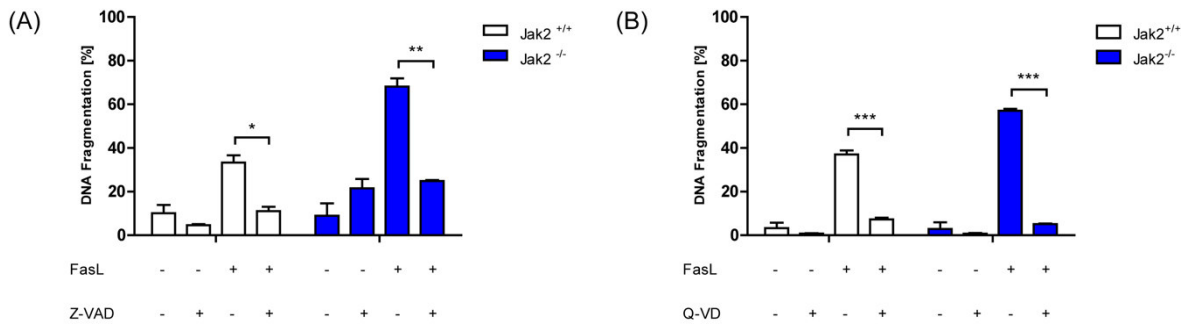 (A)
DNA Fragmentation [%]
100
80
60
40
20
0
*
**
Jak2 +/+
Jak2 -/-
FasL - - + + - - + +
Z-VAD - + - + - + - +
(B)
DNA Fragmentation [%]
100
80
60
40
20
0
***
***
Jak2+/+
Jak2-/-
FasL - - + + - - + +
Q-VD - + - + - + - +